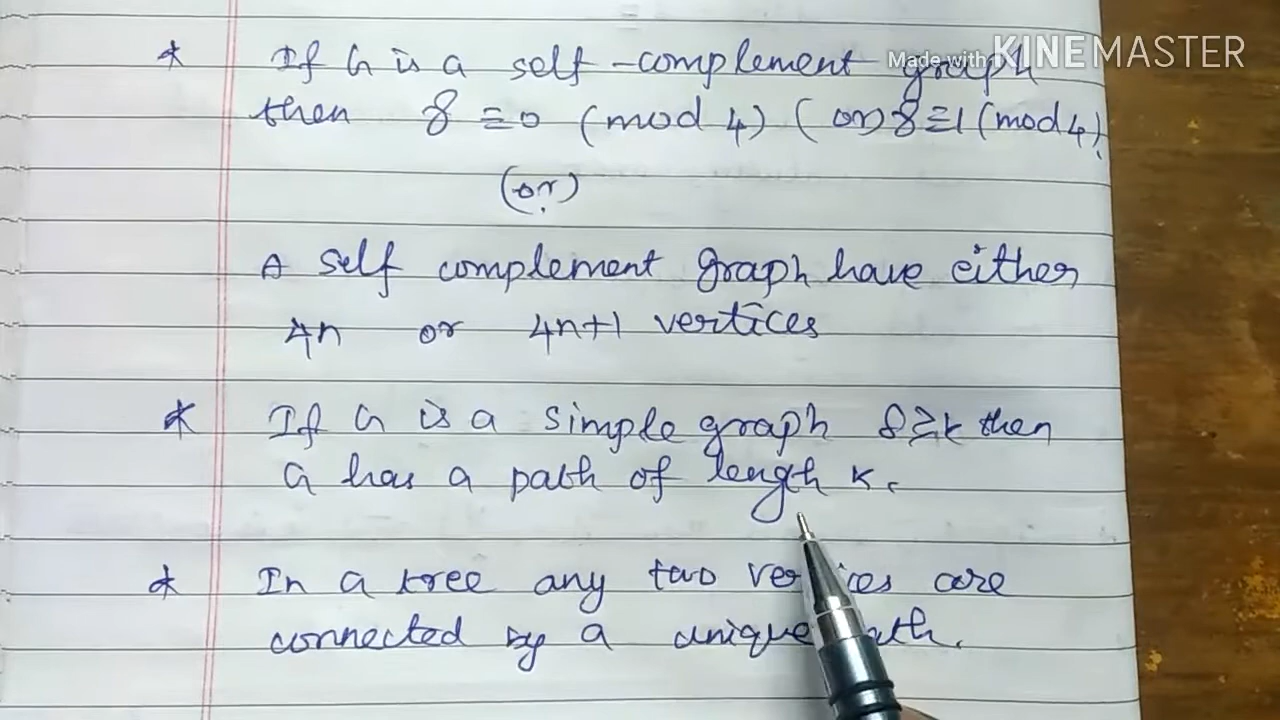 Made with KINEMASTER
* If G is a self-complement graph
then 8 ≡ 0 (mod 4) (or) 8 ≡ 1 (mod 4).
(or)
A self complement graph have either
4n or 4n+1 vertices
* If G is a simple graph δ ≥ k then
G has a path of length k.
* In a tree any two are
connected by a unique